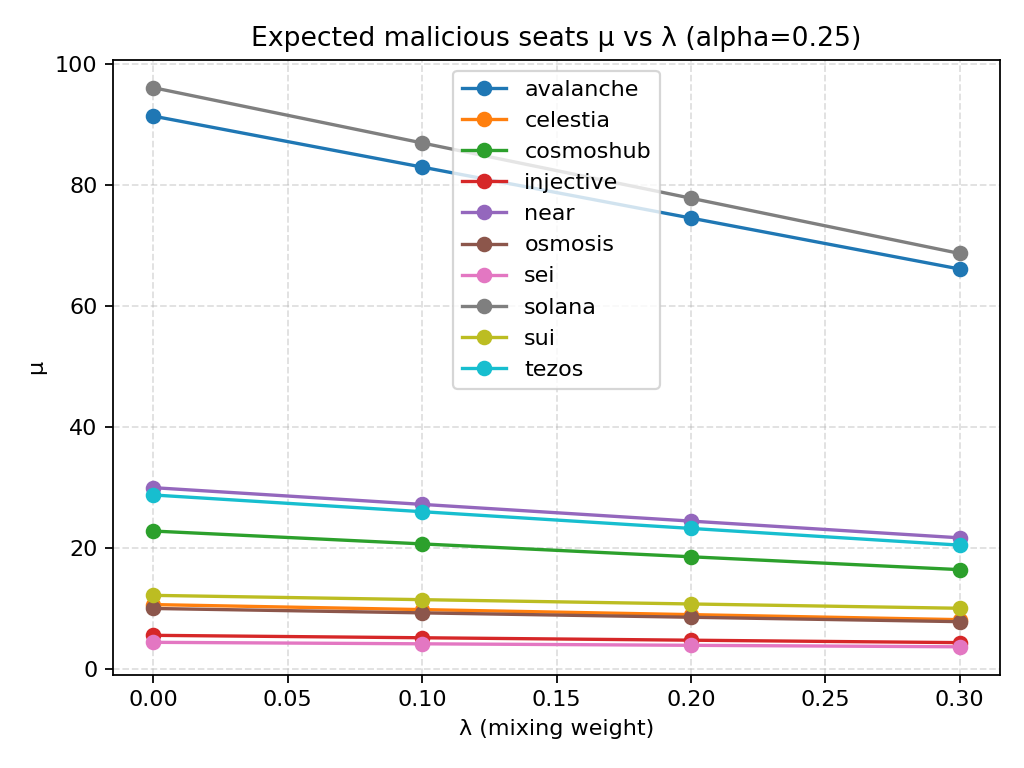 Expected malicious seats μ vs λ (alpha=0.25)
100
80
60
40
20
0
μ
avalanche
celestia
cosmoshub
injective
near
osmosis
sei
solana
sui
tezos
0.00 0.05 0.10 0.15 0.20 0.25 0.30
λ (mixing weight)